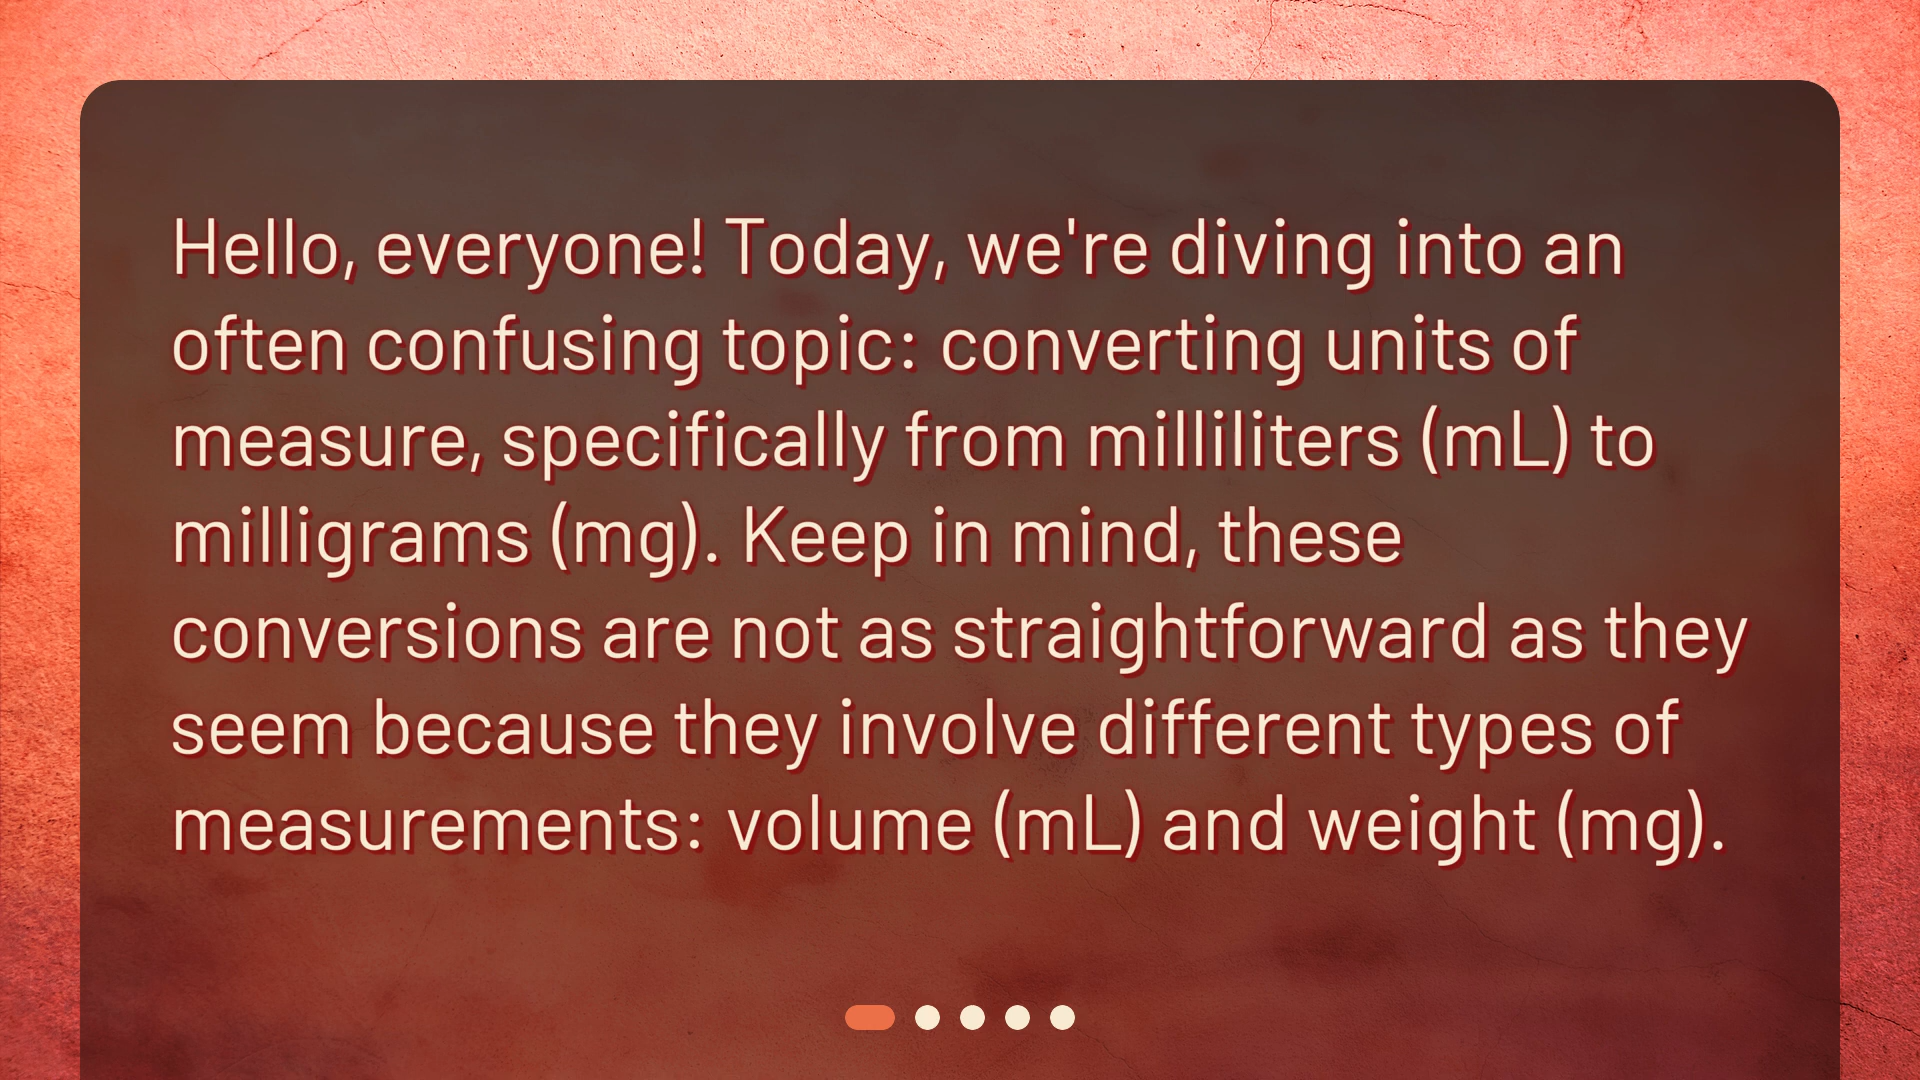 Hello, everyone! Today, we're diving into an
often confusing topic: converting units of
measure, specifically from milliliters (mL) to
milligrams (mg). Keep in mind, these
conversions are not as straightforward as they
seem because they involve different types of
measurements: volume (mL) and weight (mg).